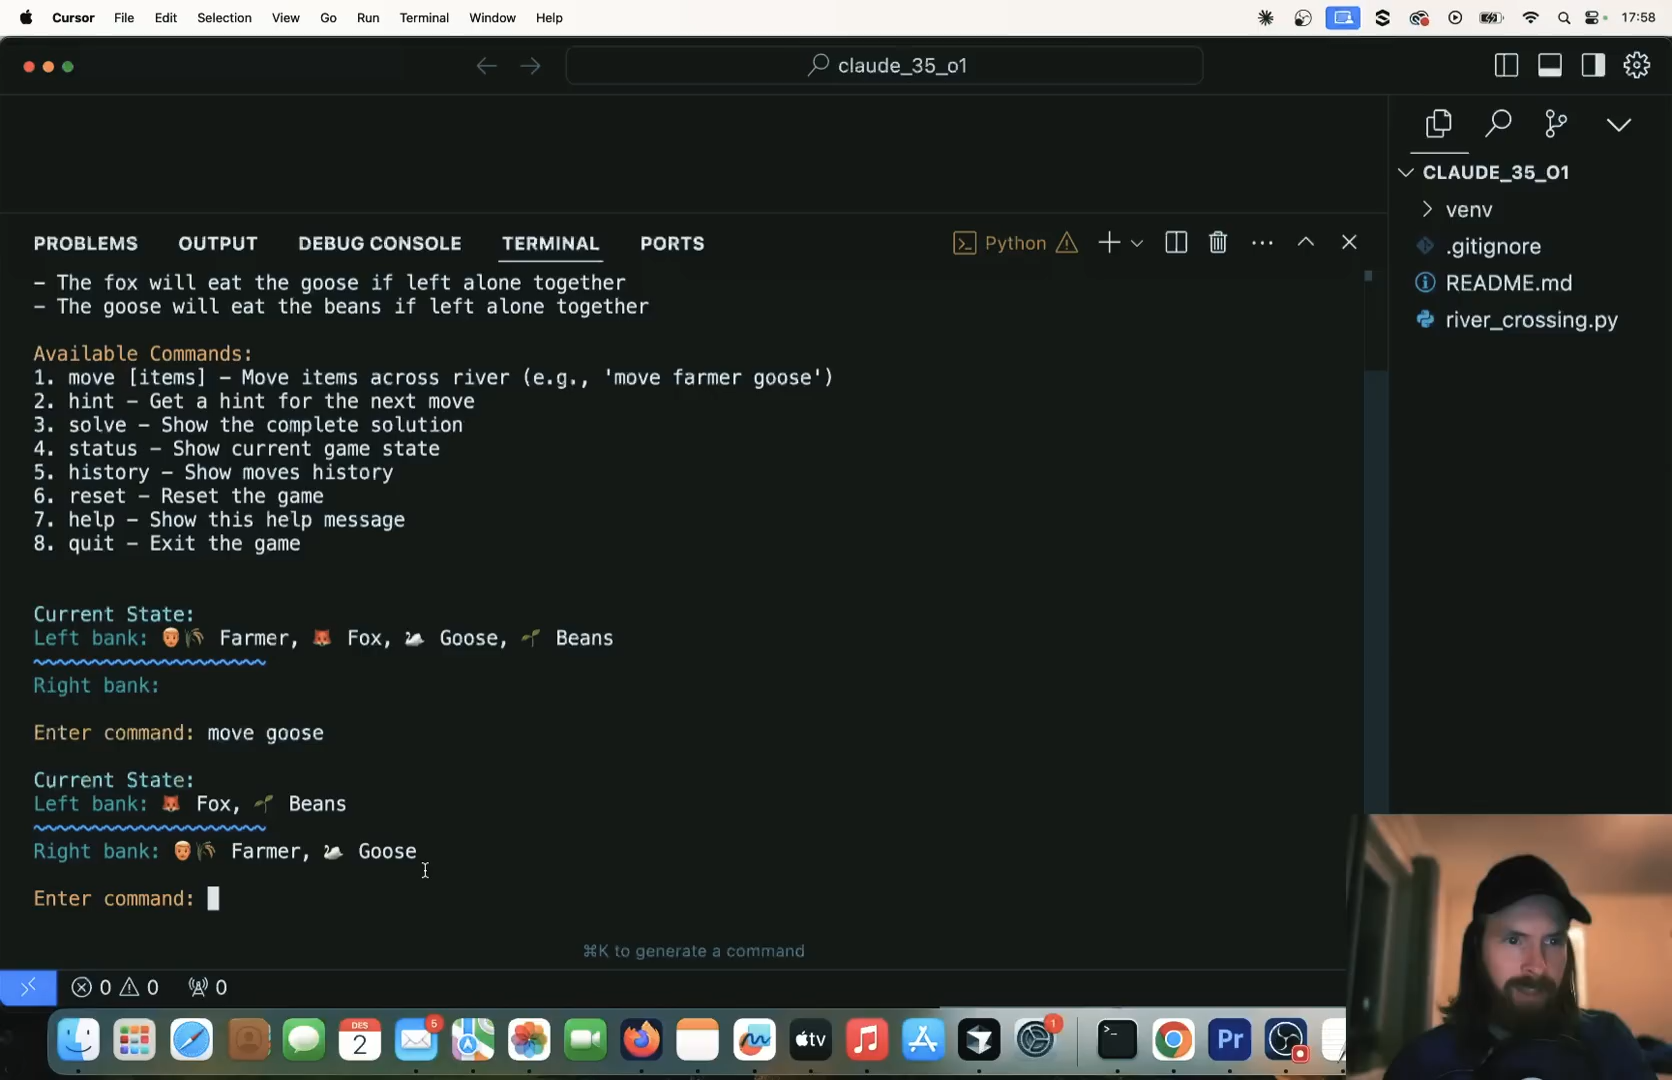 Cursor File Edit Selection View Go Run Terminal Window Help 17:58
claude_35_o1
PROBLEMS OUTPUT DEBUG CONSOLE TERMINAL PORTS Python
- The fox will eat the goose if left alone together
- The goose will eat the beans if left alone together
Available Commands:
1. move [items] - Move items across river (e.g., 'move farmer goose')
2. hint - Get a hint for the next move
3. solve - Show the complete solution
4. status - Show current game state
5. history - Show moves history
6. reset - Reset the game
7. help - Show this help message
8. quit - Exit the game
Current State:
Left bank: 👨‍🌾 Farmer, 🦊 Fox, 🦢 Goose, 🌱 Beans
~~~~~~~~~~~~~~~~~~~~
Right bank:
Enter command: move goose
Current State:
Left bank: 🦊 Fox, 🌱 Beans
~~~~~~~~~~~~~~~~~~~~
Right bank: 👨‍🌾 Farmer, 🦢 Goose
Enter command:
⌘K to generate a command
0 0 0
CLAUDE_35_O1
venv
.gitignore
README.md
river_crossing.py
DES
2
5
tv
1
Pr